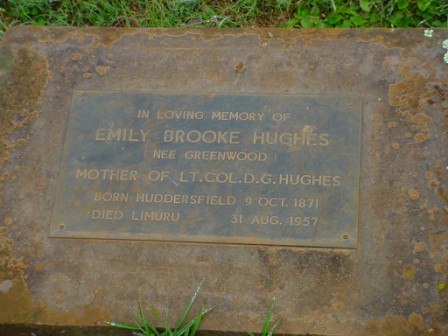 IN LOVING MEMORY OF
EMILY BROOKE HUGHES
(NEE GREENWOOD)
MOTHER OF LT.COL.D.G.HUGHES
BORN HUDDERSFIELD 9 OCT. 1871
DIED LIMURU 31 AUG. 1957